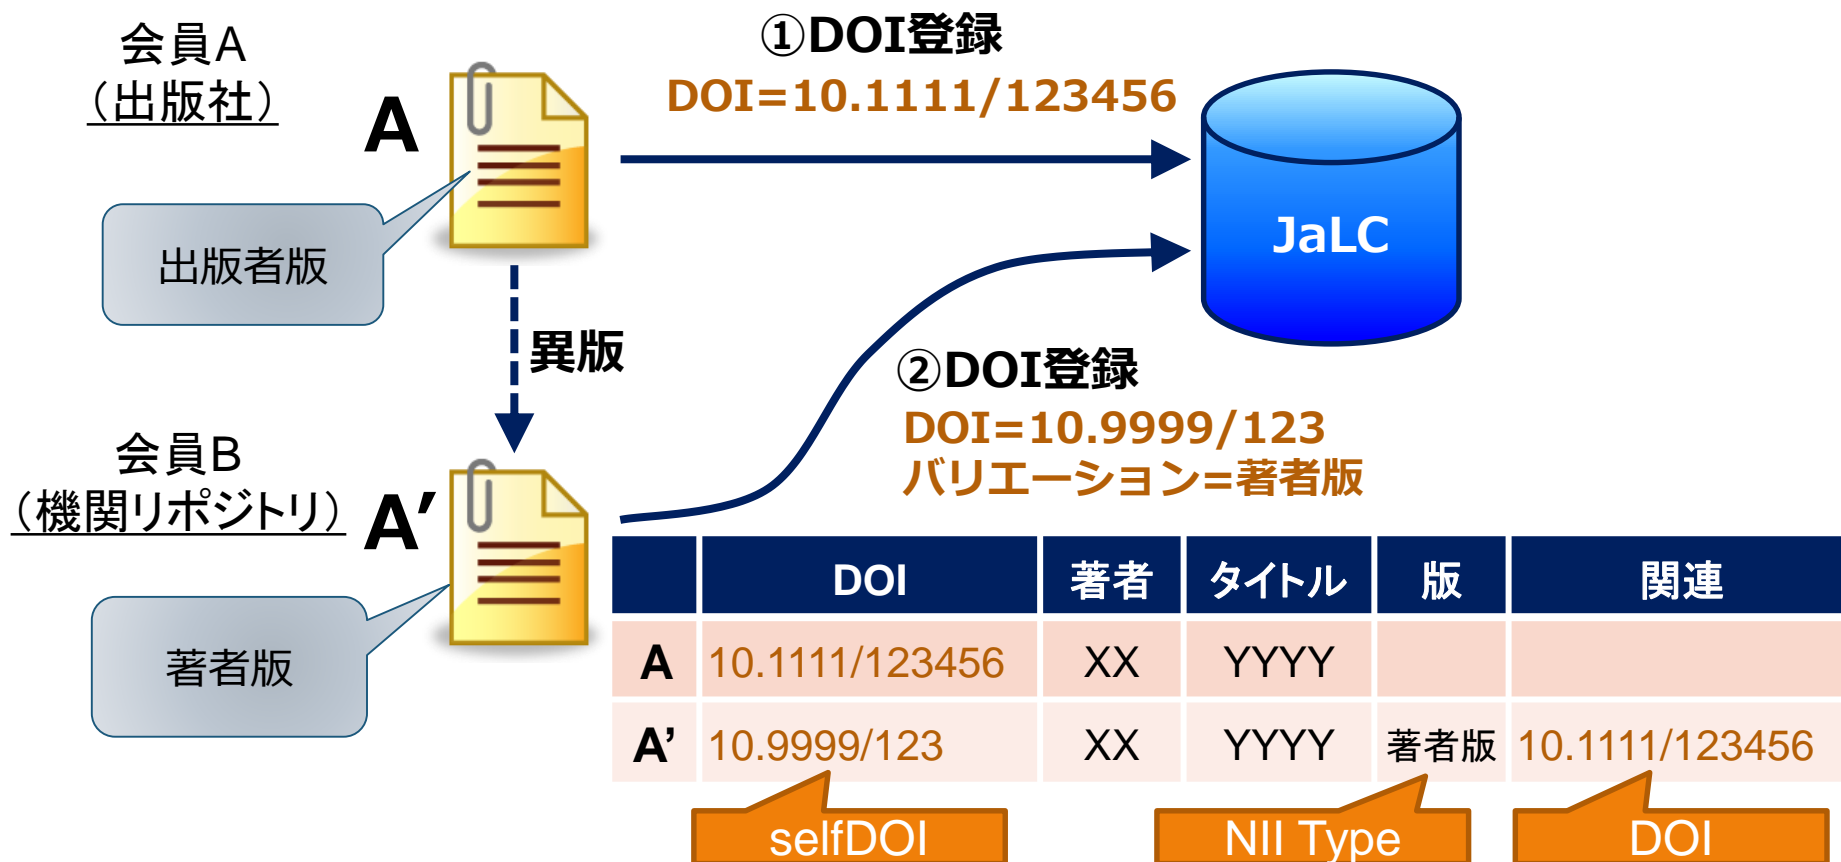 会員A
（出版社）
A
出版者版
①DOI登録
DOI=10.1111/123456
JaLC
異版
②DOI登録
DOI=10.9999/123
バリエーション=著者版
会員B
（機関リポジトリ）
A′
著者版
DOI 著者 タイトル 版 関連
A 10.1111/123456 XX YYYY
A’ 10.9999/123 XX YYYY 著者版 10.1111/123456
selfDOI NII Type DOI